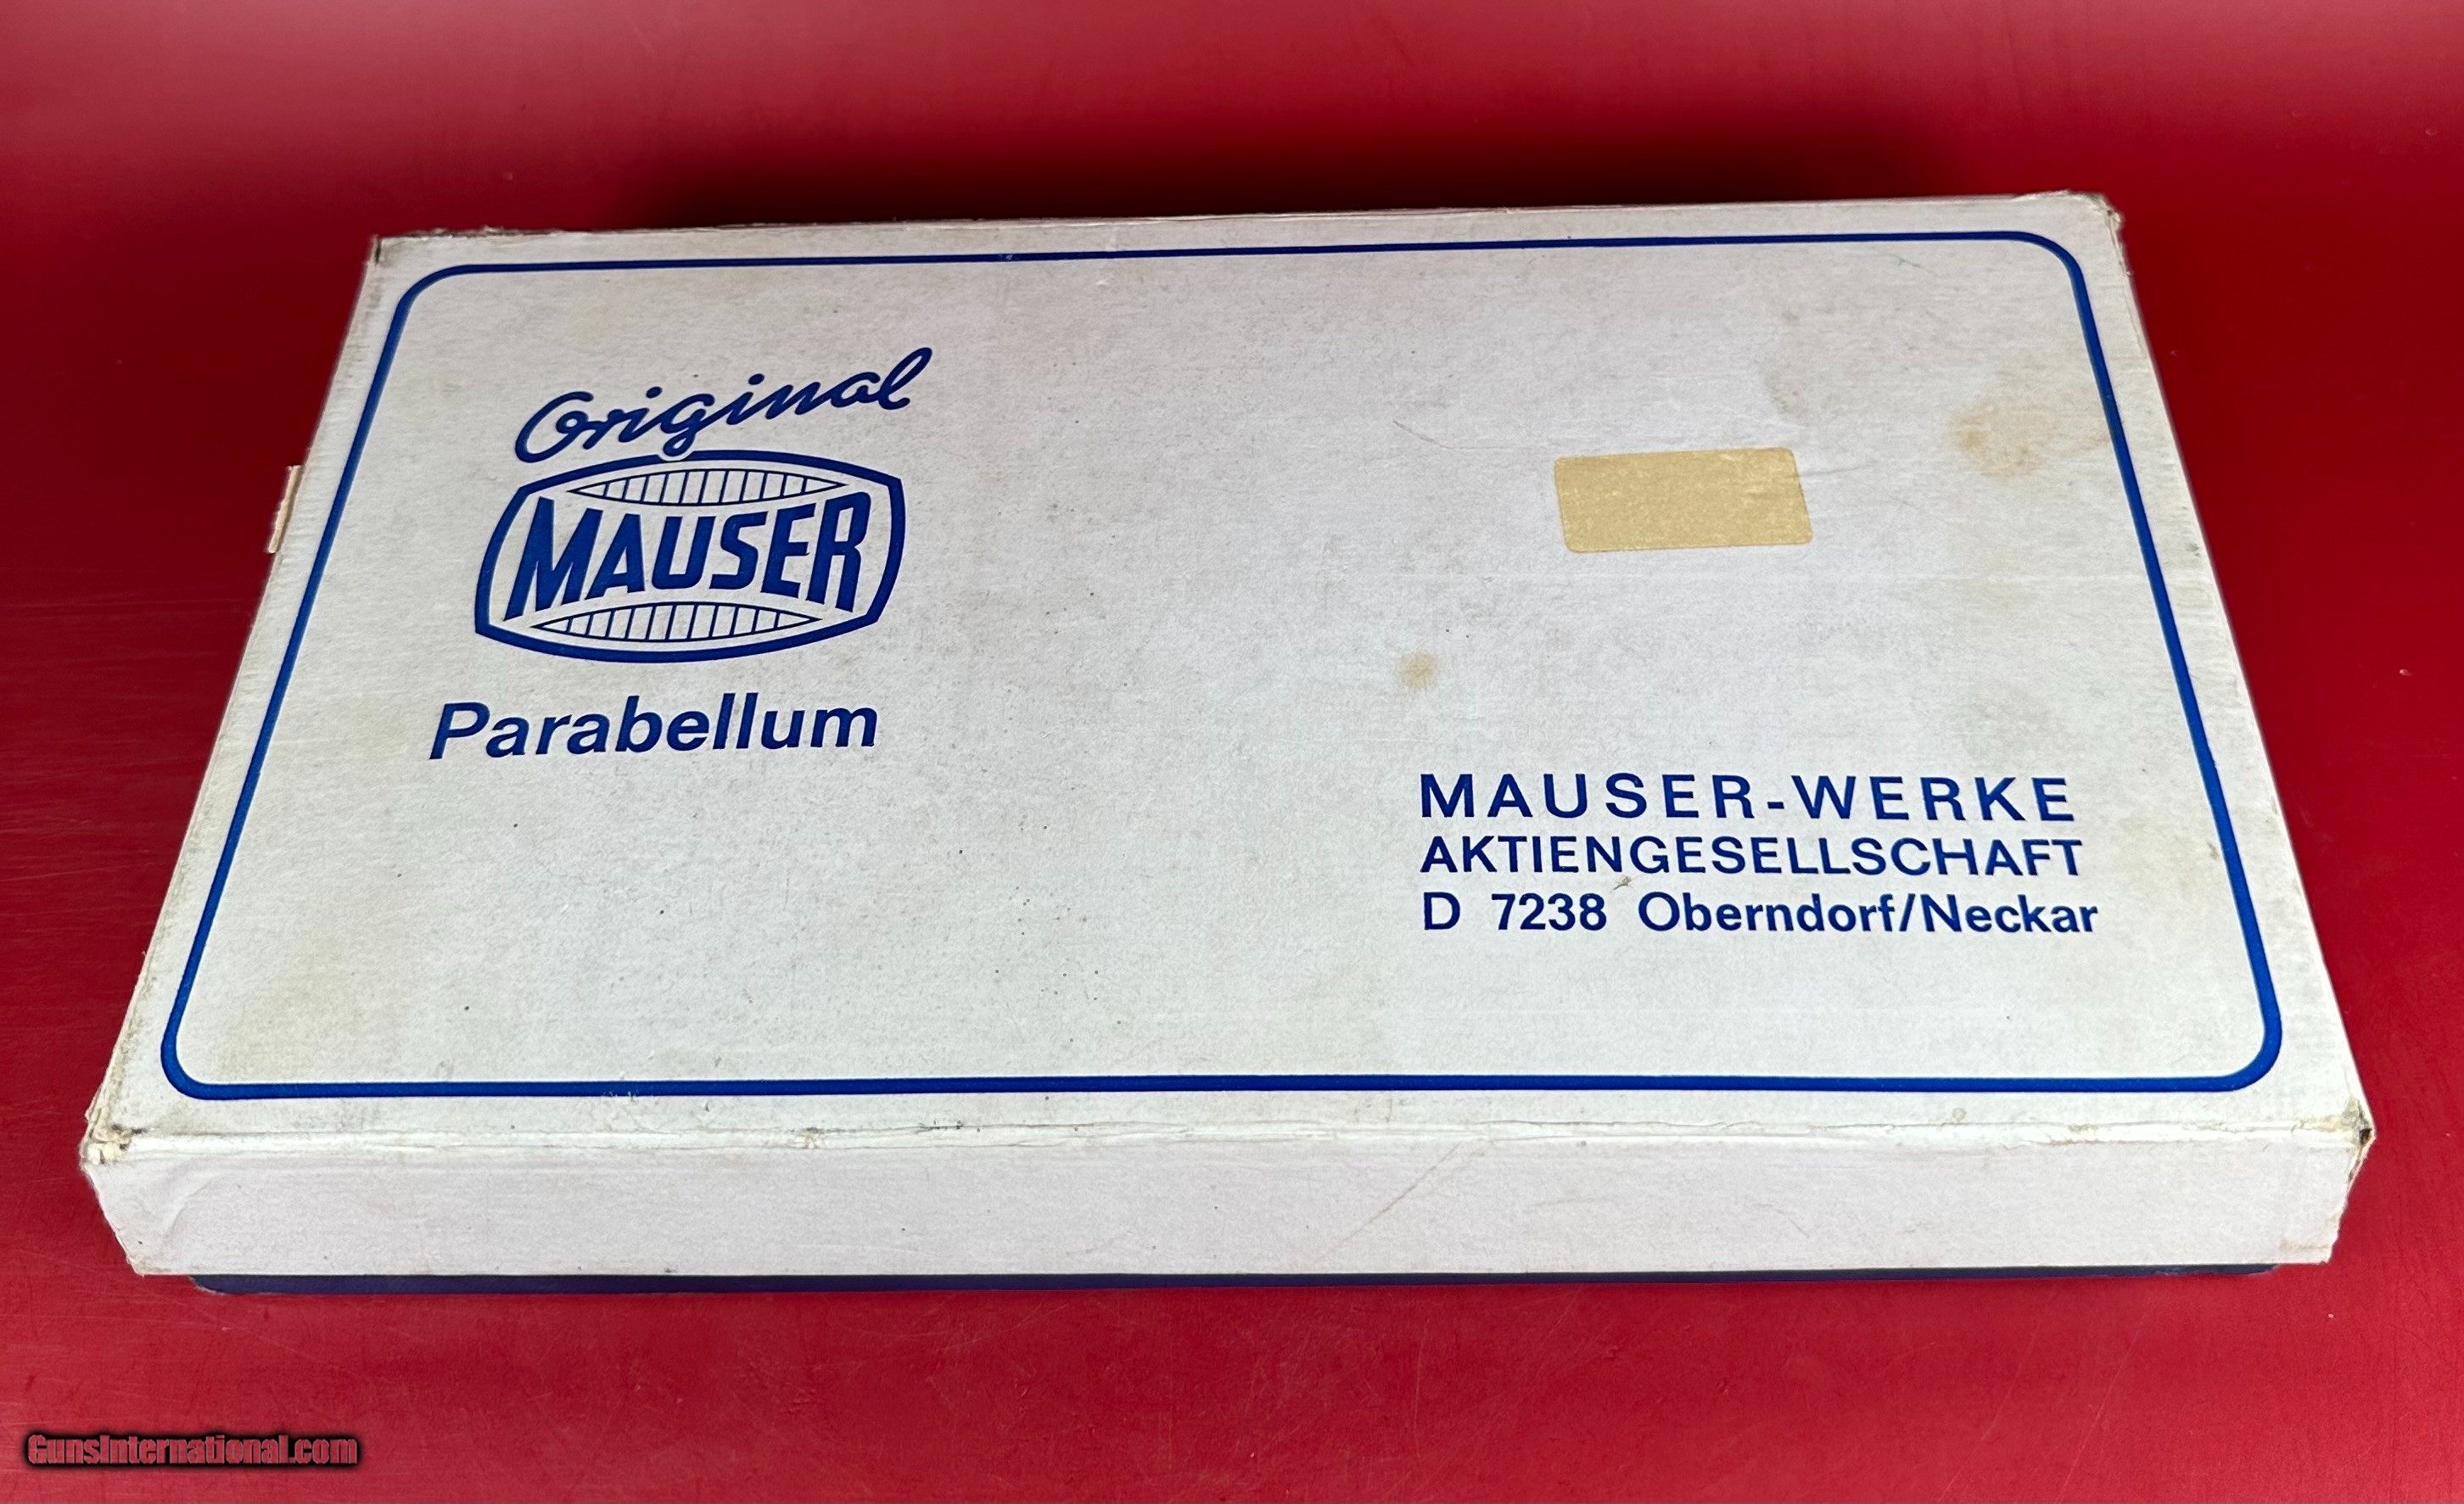 Original
MAUSER
Parabellum
MAUSER-WERKE
AKTIENGESELLSCHAFT
D 7238 Oberndorf/Neckar
GunsInternational.com